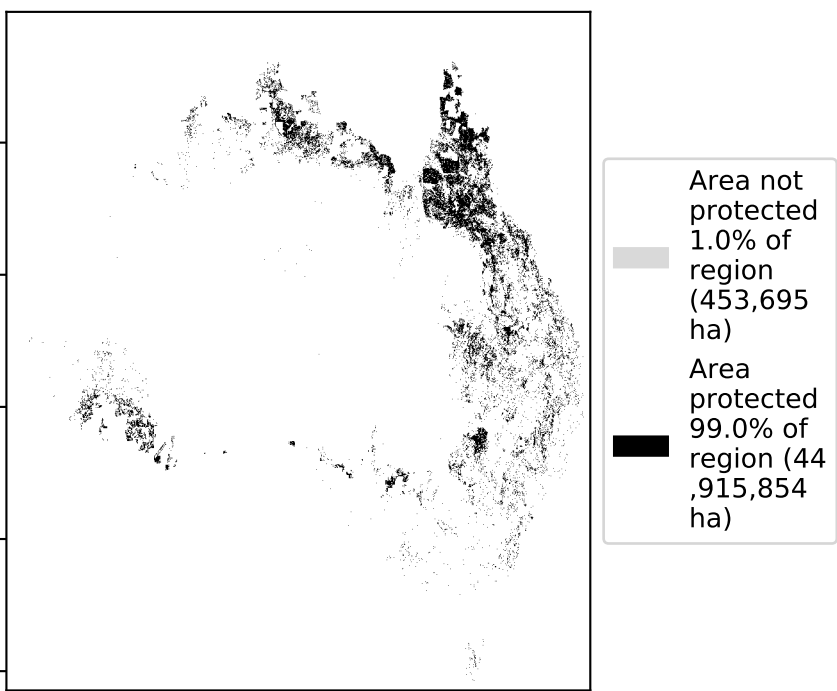 Area not
protected
1.0% of
region
(453,695
ha)
Area
protected
99.0% of
region (44
,915,854
ha)